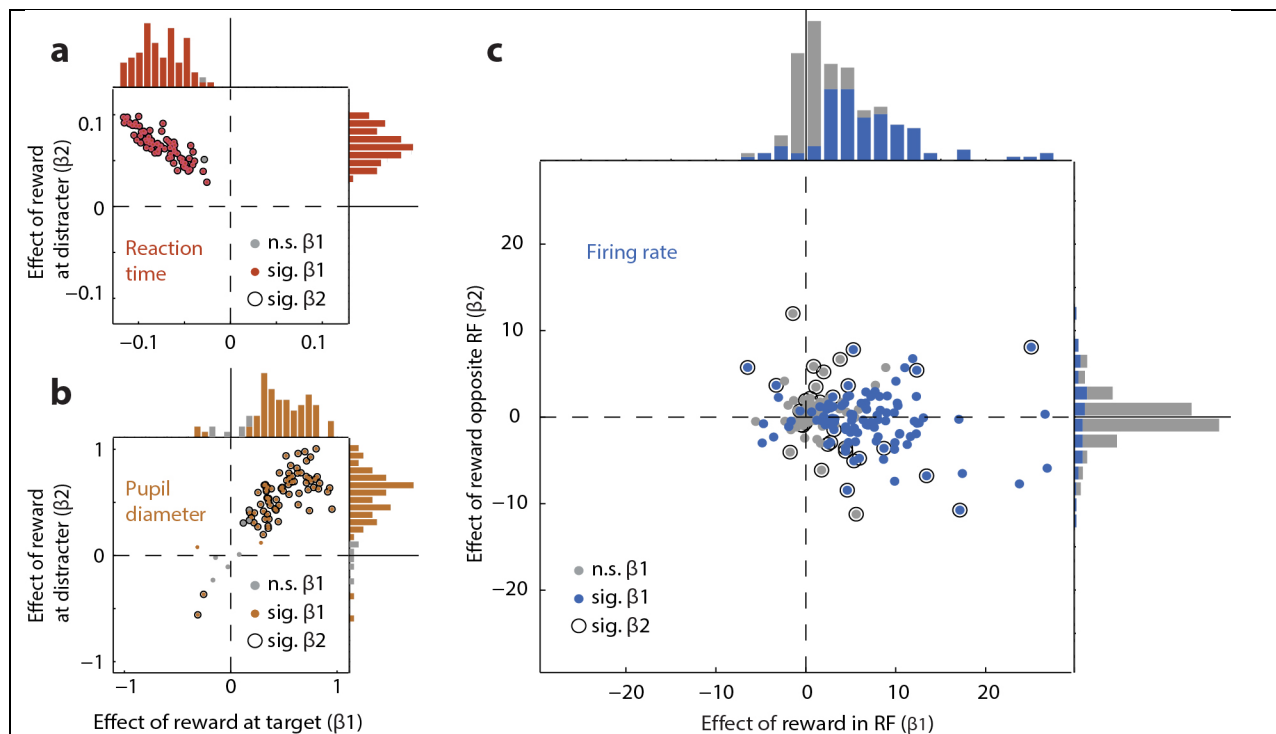 a
0.1
0
−0.1
Effect of reward
at distracter (β2)
Reaction
time
n.s. β1
sig. β1
sig. β2
−0.1
0
0.1
b
1
0
−1
Effect of reward
at distracter (β2)
Pupil
diameter
n.s. β1
sig. β1
sig. β2
−1
0
1
Effect of reward at target (β1)
c
20
10
0
−10
−20
Effect of reward opposite RF (β2)
Firing rate
n.s. β1
sig. β1
sig. β2
−20
−10
0
10
20
Effect of reward in RF (β1)